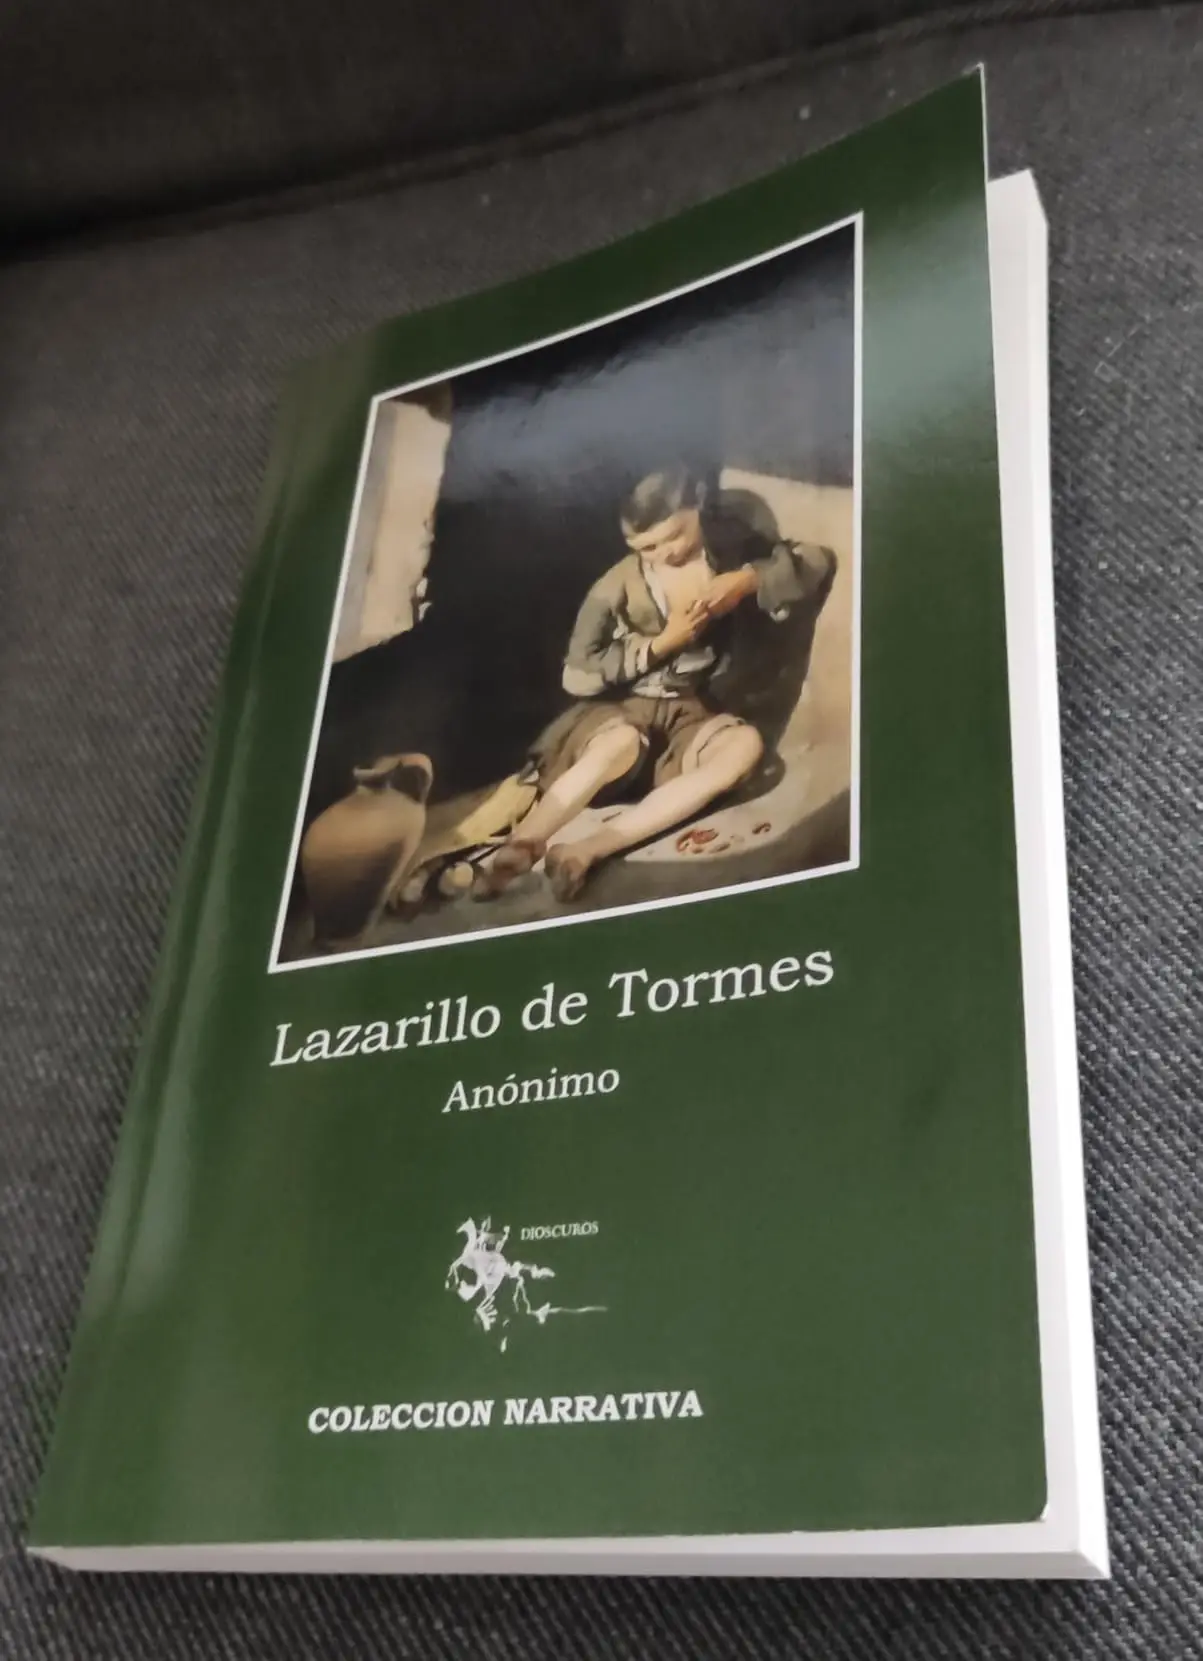 Lazarillo de Tormes
Anónimo
DIOSCUROS
COLECCION NARRATIVA